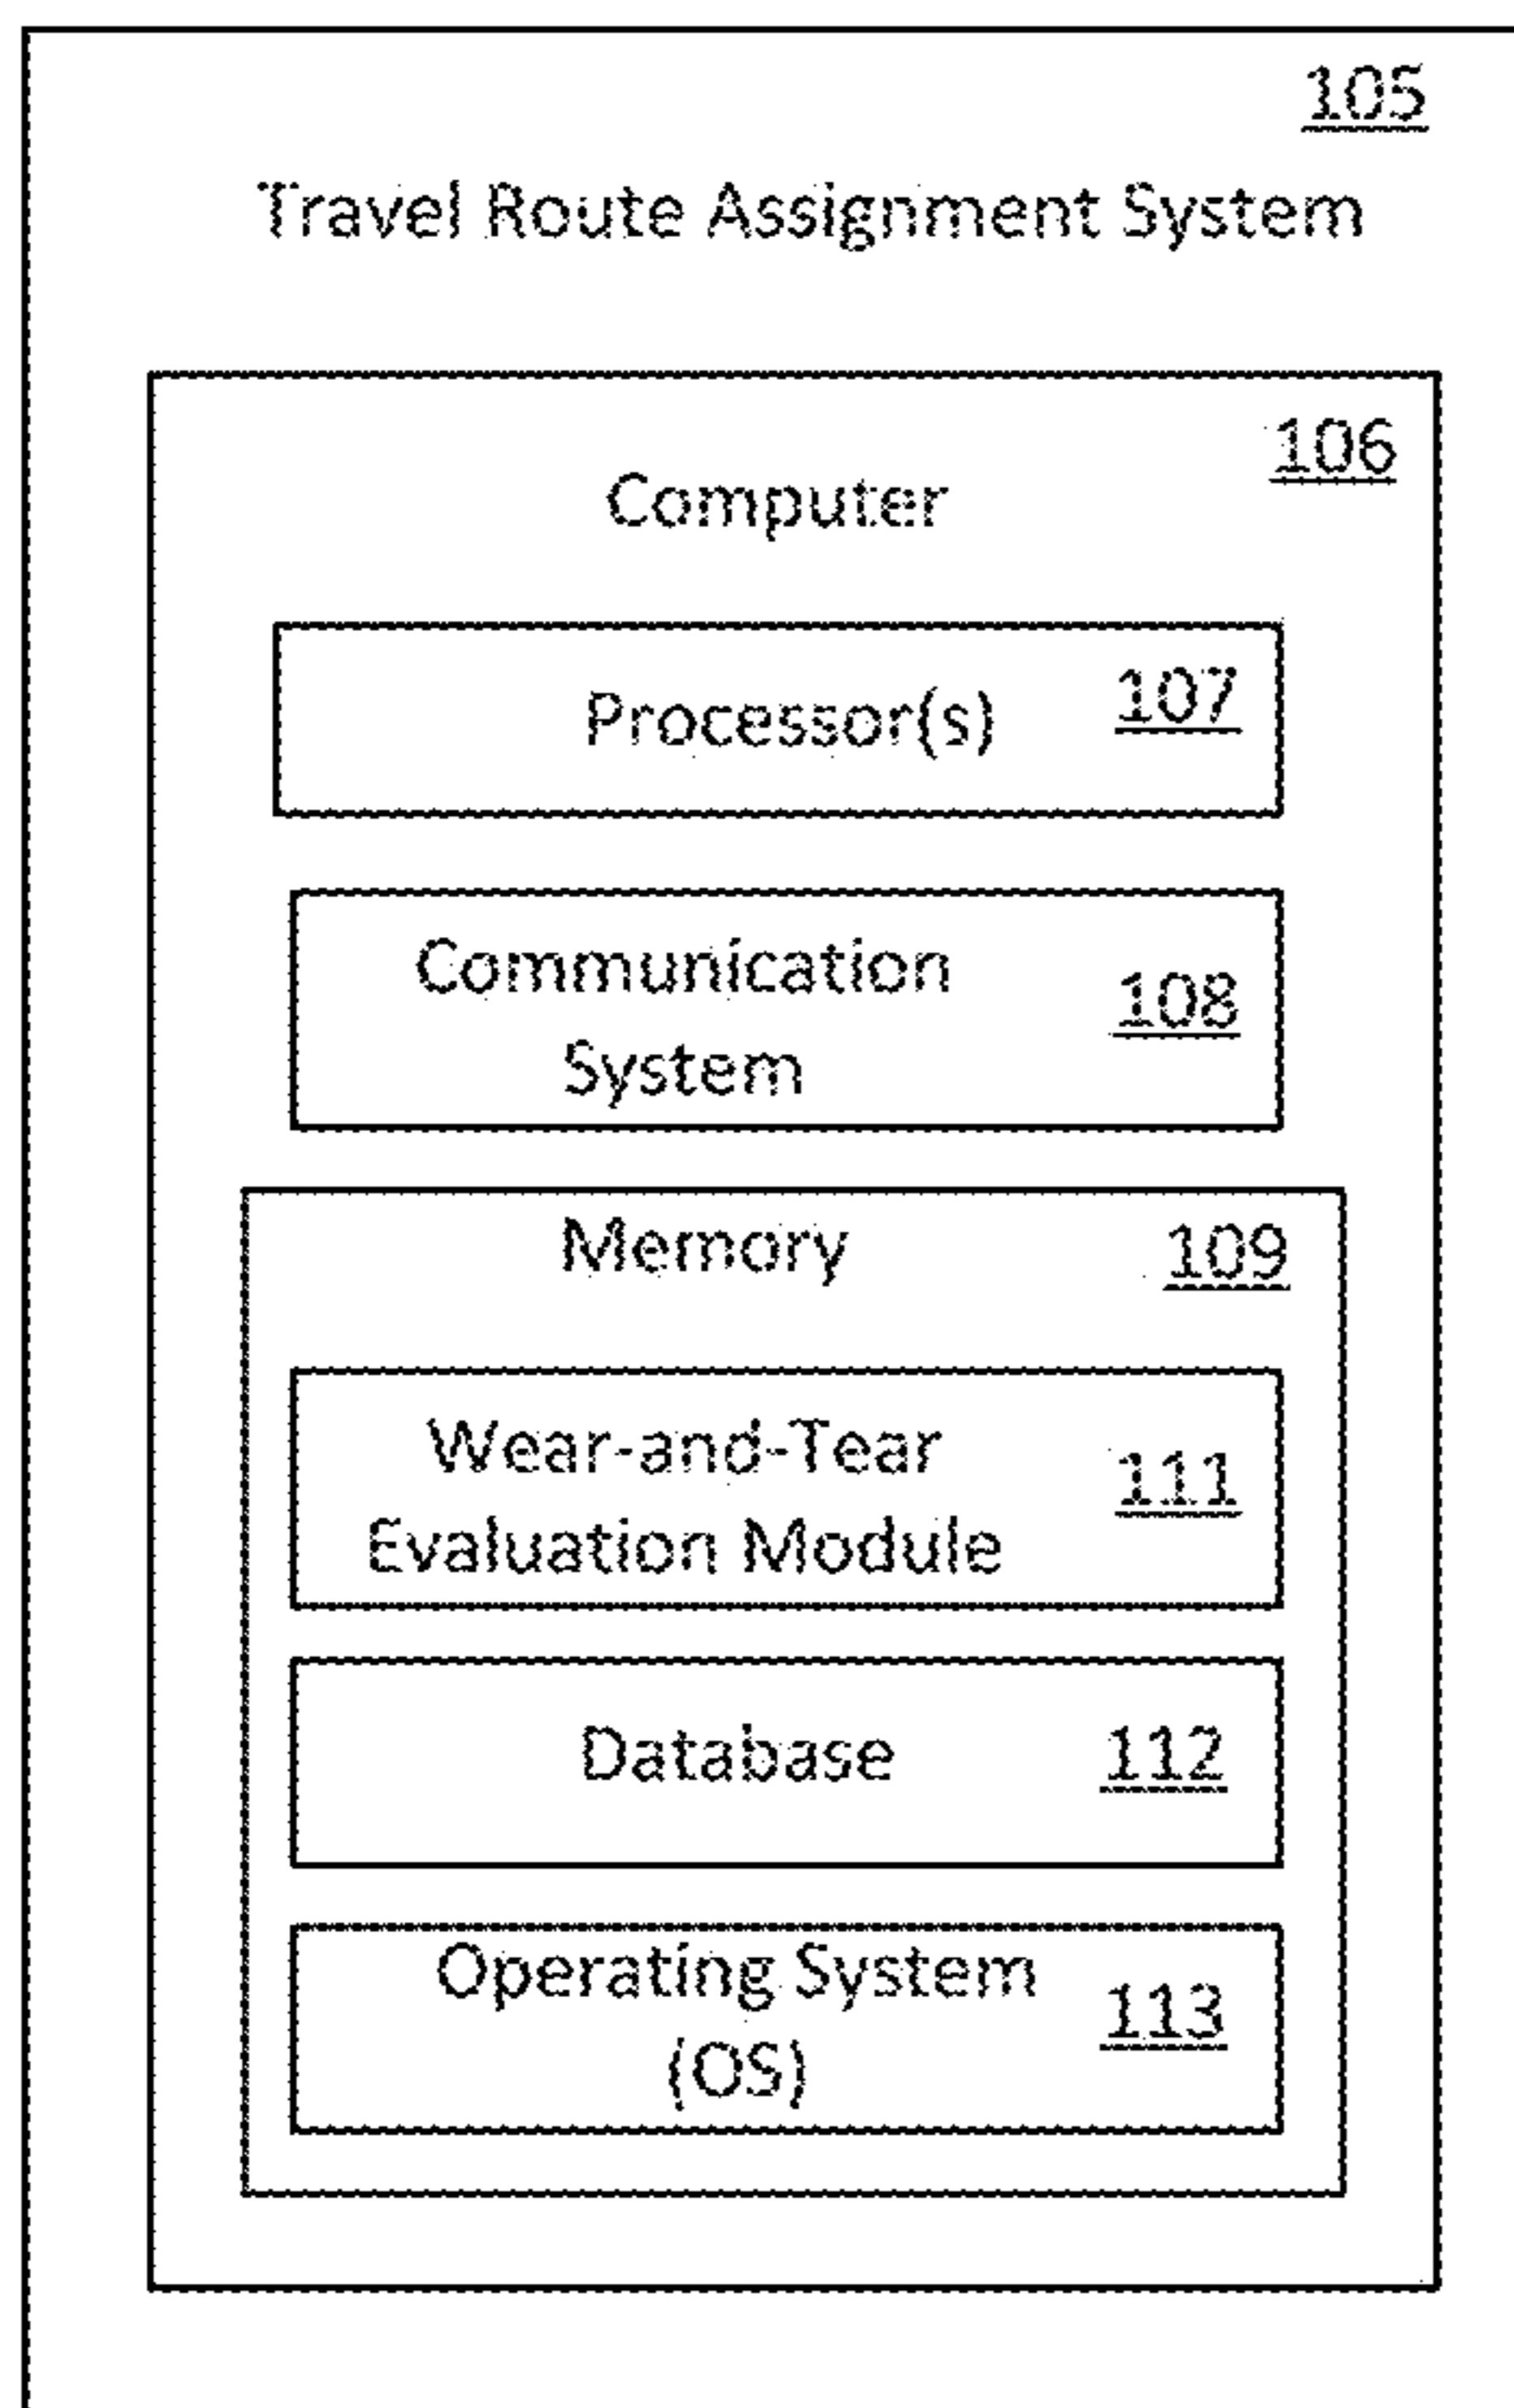 105
Travel Route Assignment System
106
Computer
Processor(s) 107
Communication
System
108
Memory 109
Wear-and-Tear
Evaluation Module
111
Database 112
Operating System
(OS)
113